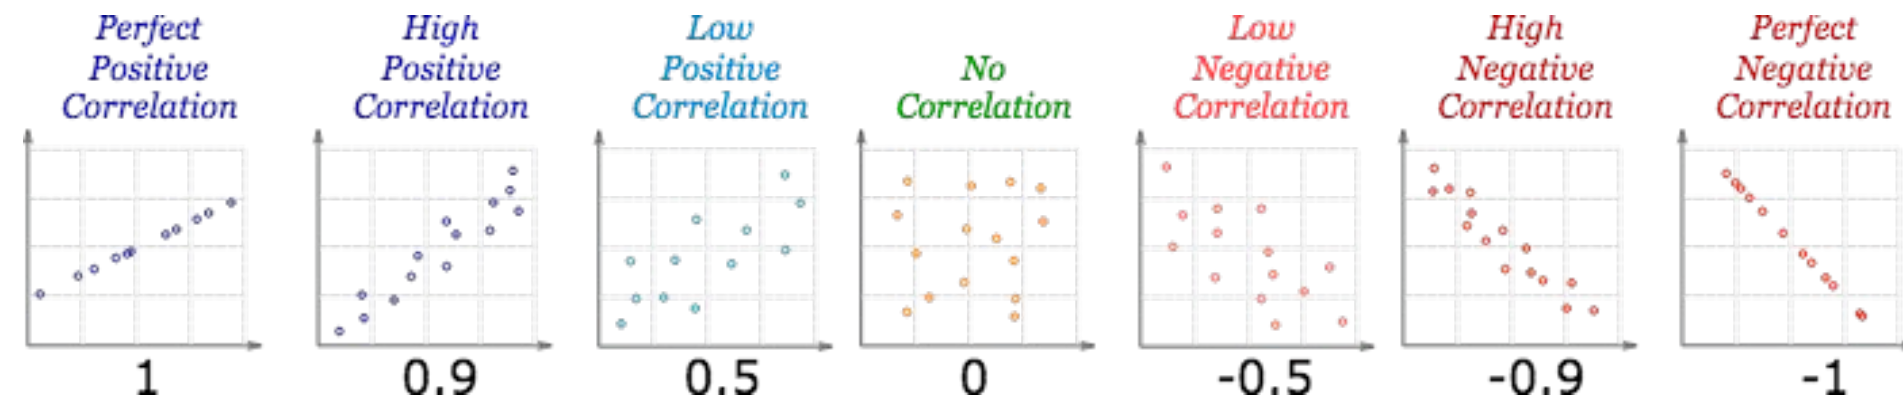 Perfect
Positive
Correlation
High
Positive
Correlation
Low
Positive
Correlation
No
Correlation
Low
Negative
Correlation
High
Negative
Correlation
Perfect
Negative
Correlation
1
0.9
0.5
0
-0.5
-0.9
-1